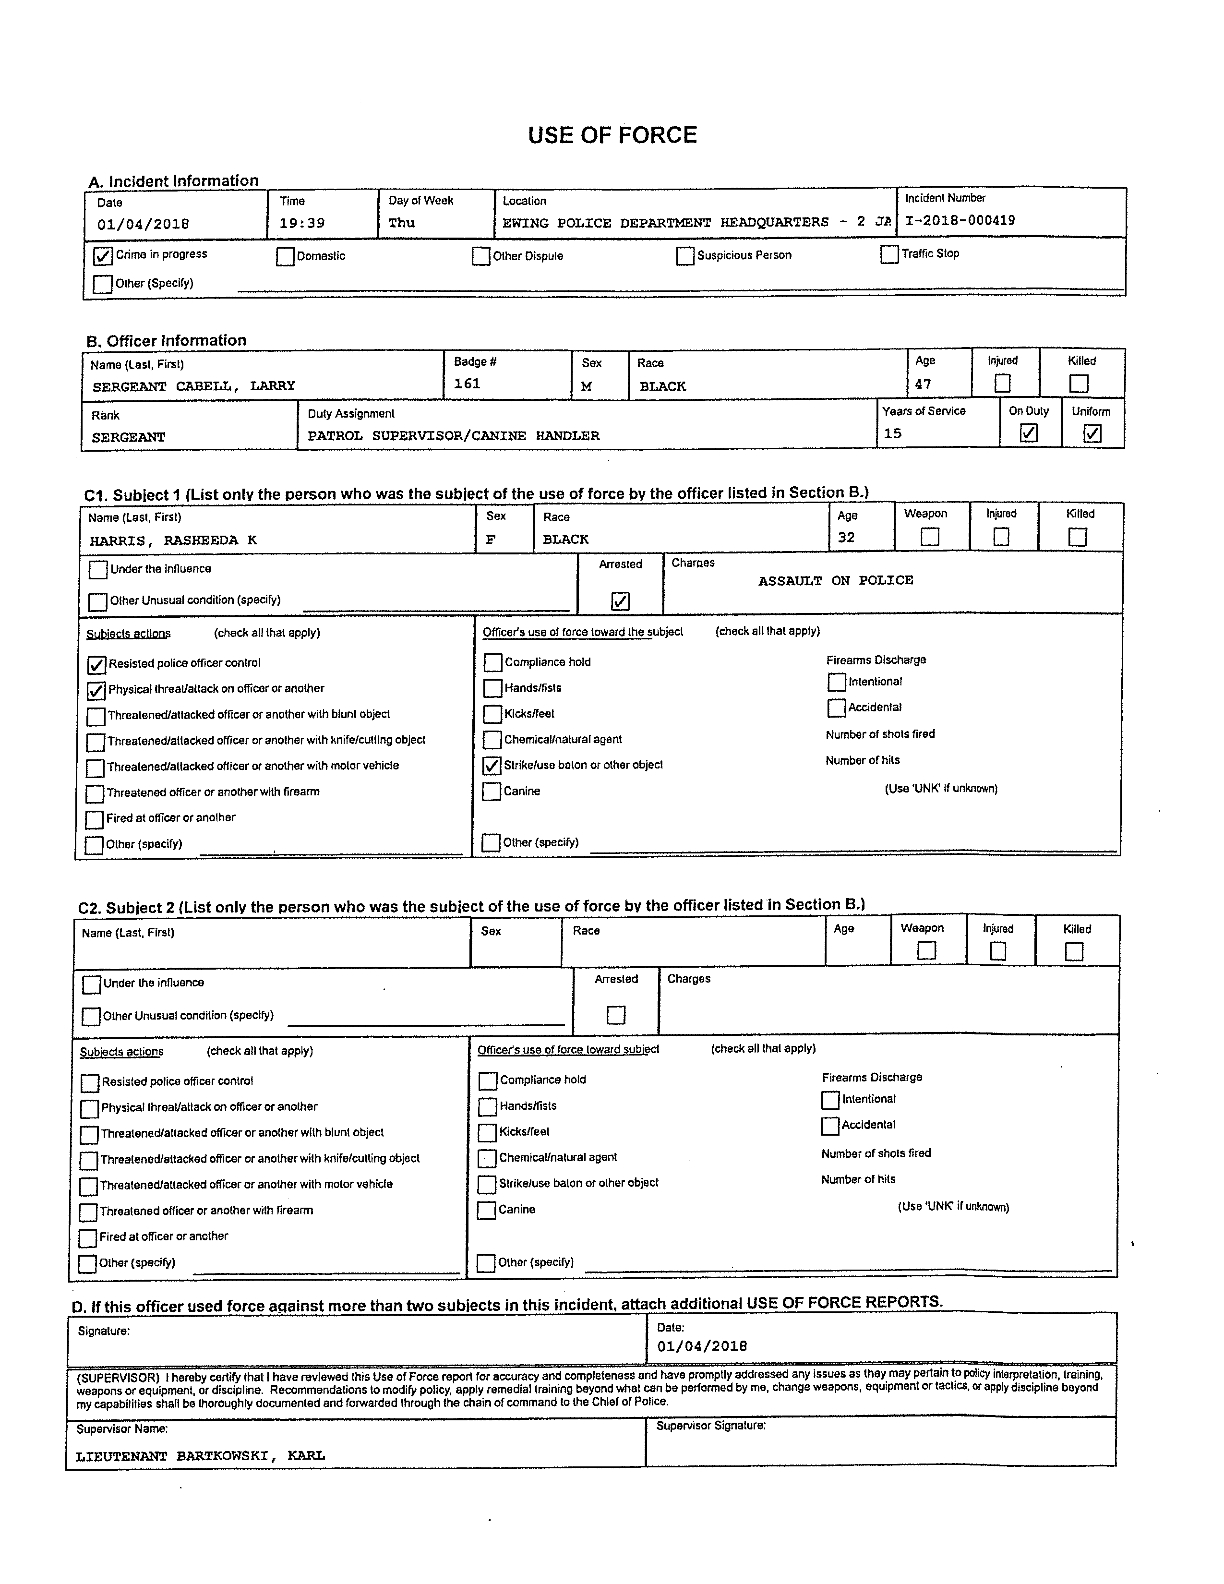 USE OF FORCE
A. Incident Information
Date Time Day of Week Location Incident Number
01/04/2018 19:39 Thu EWING POLICE DEPARTMENT HEADQUARTERS - 2 JA I-2018-000419
Crime in progress Domestic Other Dispute Suspicious Person Traffic Stop
Other (Specify)
B. Officer Information
Name (Last, First) Badge # Sex Race Age Injured Killed
SERGEANT CABELL, LARRY 161 M BLACK 47
Rank Duty Assignment Years of Service On Duty Uniform
SERGEANT PATROL SUPERVISOR/CANINE HANDLER 15
C1. Subject 1 (List only the person who was the subject of the use of force by the officer listed in Section B.)
Name (Last, First) Sex Race Age Weapon Injured Killed
HARRIS, RASHEEDA K F BLACK 32
Under the influence Arrested Charges
ASSAULT ON POLICE
Other Unusual condition (specify)
Subjects actions (check all that apply) Officer's use of force toward the subject (check all that apply)
Resisted police officer control Compliance hold Firearms Discharge
Physical threat/attack on officer or another Hands/fists Intentional
Threatened/attacked officer or another with blunt object Kicks/feet Accidental
Threatened/attacked officer or another with knife/cutting object Chemical/natural agent Number of shots fired
Threatened/attacked officer or another with motor vehicle Strike/use baton or other object Number of hits
Threatened officer or another with firearm Canine (Use 'UNK' if unknown)
Fired at officer or another
Other (specify) Other (specify)
C2. Subject 2 (List only the person who was the subject of the use of force by the officer listed in Section B.)
Name (Last, First) Sex Race Age Weapon Injured Killed
Under the influence Arrested Charges
Other Unusual condition (specify)
Subjects actions (check all that apply) Officer's use of force toward subject (check all that apply)
Resisted police officer control Compliance hold Firearms Discharge
Physical threat/attack on officer or another Hands/fists Intentional
Threatened/attacked officer or another with blunt object Kicks/feet Accidental
Threatened/attacked officer or another with knife/cutting object Chemical/natural agent Number of shots fired
Threatened/attacked officer or another with motor vehicle Strike/use baton or other object Number of hits
Threatened officer or another with firearm Canine (Use 'UNK' if unknown)
Fired at officer or another
Other (specify) Other (specify)
D. If this officer used force against more than two subjects in this incident, attach additional USE OF FORCE REPORTS.
Signature: Date:
01/04/2018
(SUPERVISOR) I hereby certify that I have reviewed this Use of Force report for accuracy and completeness and have promptly addressed any issues as they may pertain to policy interpretation, training,
weapons or equipment, or discipline. Recommendations to modify policy, apply remedial training beyond what can be performed by me, change weapons, equipment or tactics, or apply discipline beyond
my capabilities shall be thoroughly documented and forwarded through the chain of command to the Chief of Police.
Supervisor Name: Supervisor Signature:
LIEUTENANT BARTKOWSKI, KARL